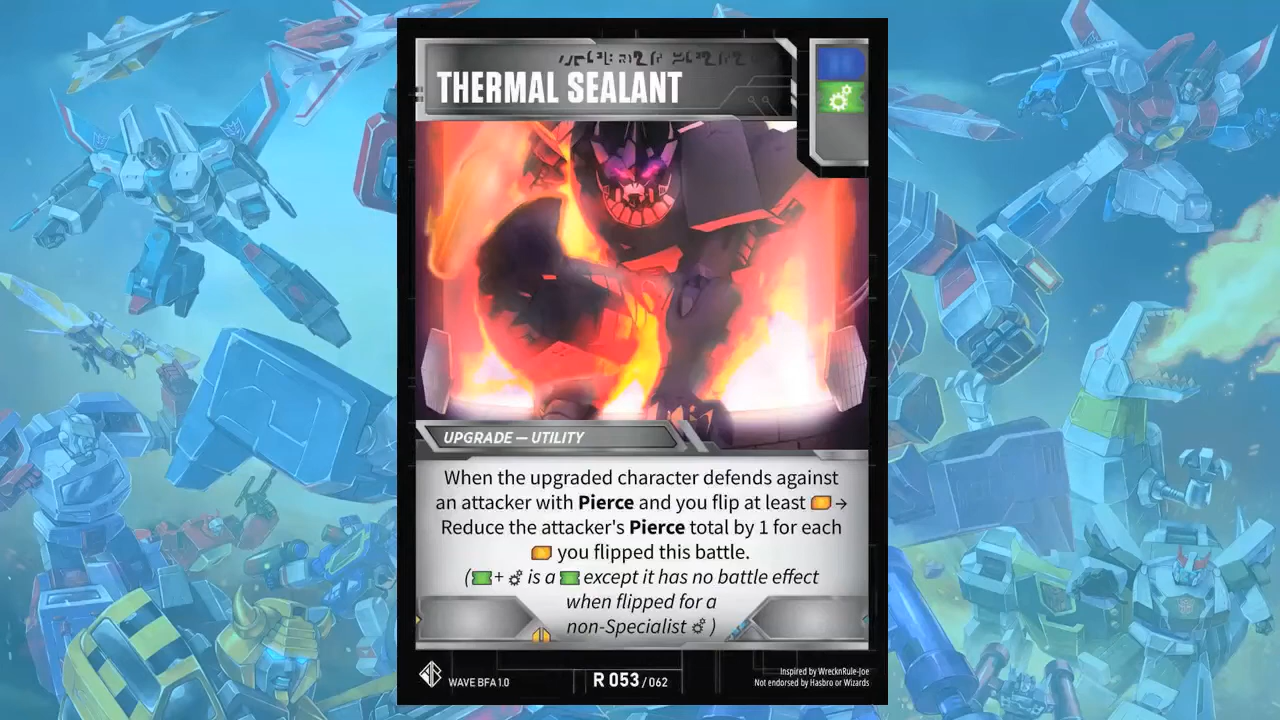 THERMAL SEALANT
UPGRADE — UTILITY
When the upgraded character defends against
an attacker with Pierce and you flip at least →
Reduce the attacker's Pierce total by 1 for each
you flipped this battle.
( + is a except it has no battle effect
when flipped for a
non-Specialist )
WAVE BFA 1.0
R 053 / 062
Inspired by WrecknRule-Joe
Not endorsed by Hasbro or Wizards